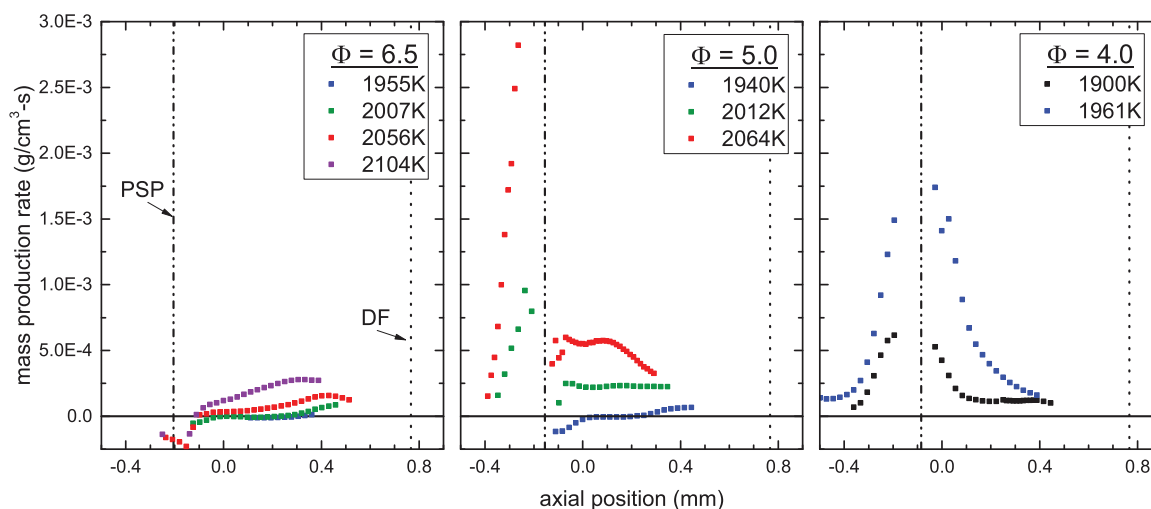 3.0E-3
2.5E-3
2.0E-3
1.5E-3
1.0E-3
5.0E-4
0.0
mass production rate (g/cm³-s)
Φ = 6.5
1955K
2007K
2056K
2104K
PSP
DF
Φ = 5.0
1940K
2012K
2064K
Φ = 4.0
1900K
1961K
-0.4 0.0 0.4 0.8
-0.4 0.0 0.4 0.8
-0.4 0.0 0.4 0.8
axial position (mm)